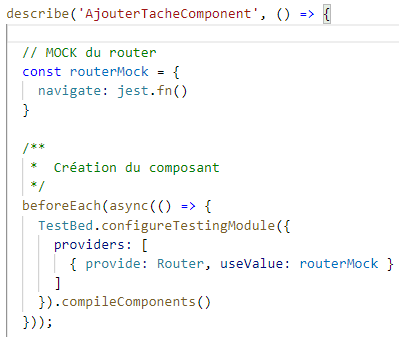 describe('AjouterTacheComponent', () => {
// MOCK du router
const routerMock = {
navigate: jest.fn()
}
/**
* Création du composant
*/
beforeEach(async(() => {
TestBed.configureTestingModule({
providers: [
{ provide: Router, useValue: routerMock }
]
}).compileComponents()
}));